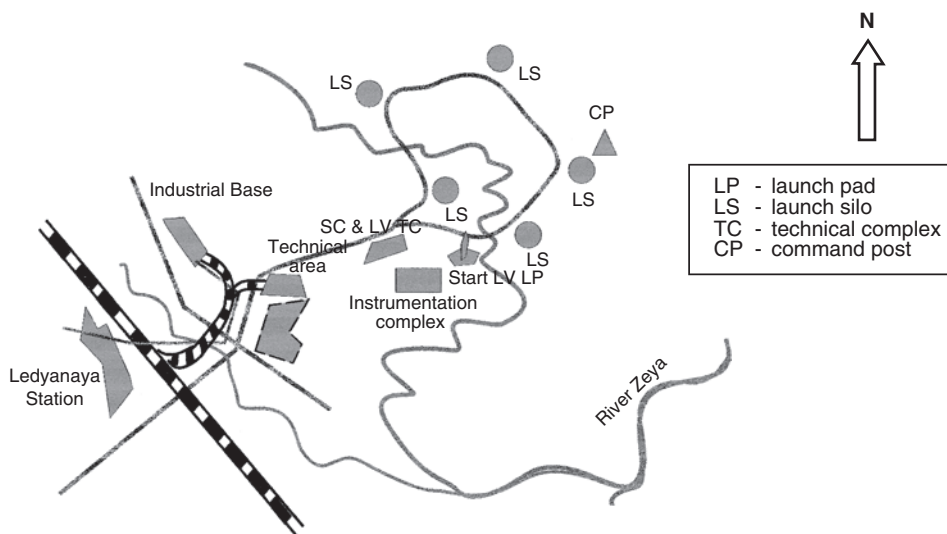 N
LS
LS
CP
LS
Industrial Base
LS
SC & LV TC
LS
Technical
area
Start LV LP
Instrumentation
complex
Ledyanaya
Station
River Zeya
LP - launch pad
LS - launch silo
TC - technical complex
CP - command post